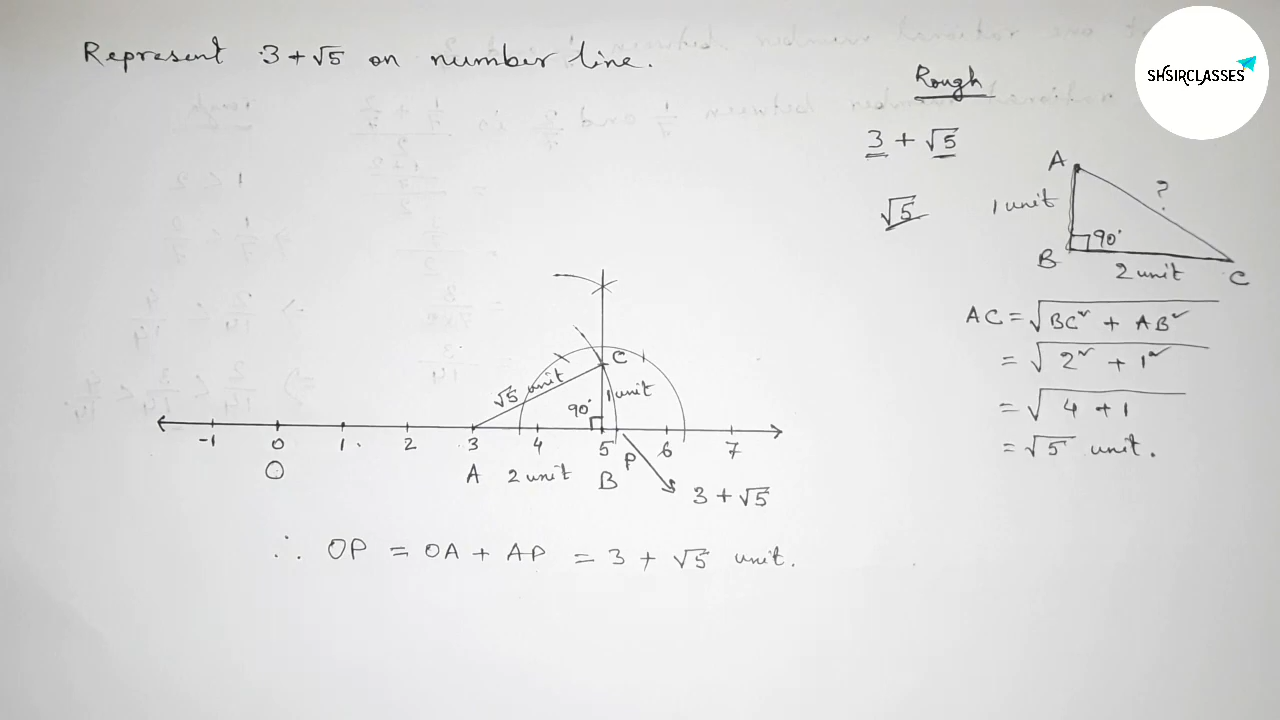 Represent 3 + √5 on number line.
SHSIRCLASSES
Rough
3 + √5
√5
A
1 unit
?
90°
B
2 unit
C
AC = √BC² + AB²
= √2² + 1²
= √4 + 1
= √5 unit.
C
√5 unit
1 unit
90°
-1 0 1 2 3 4 5 6 7
O A 2 unit B P
3 + √5
∴ OP = OA + AP = 3 + √5 unit.